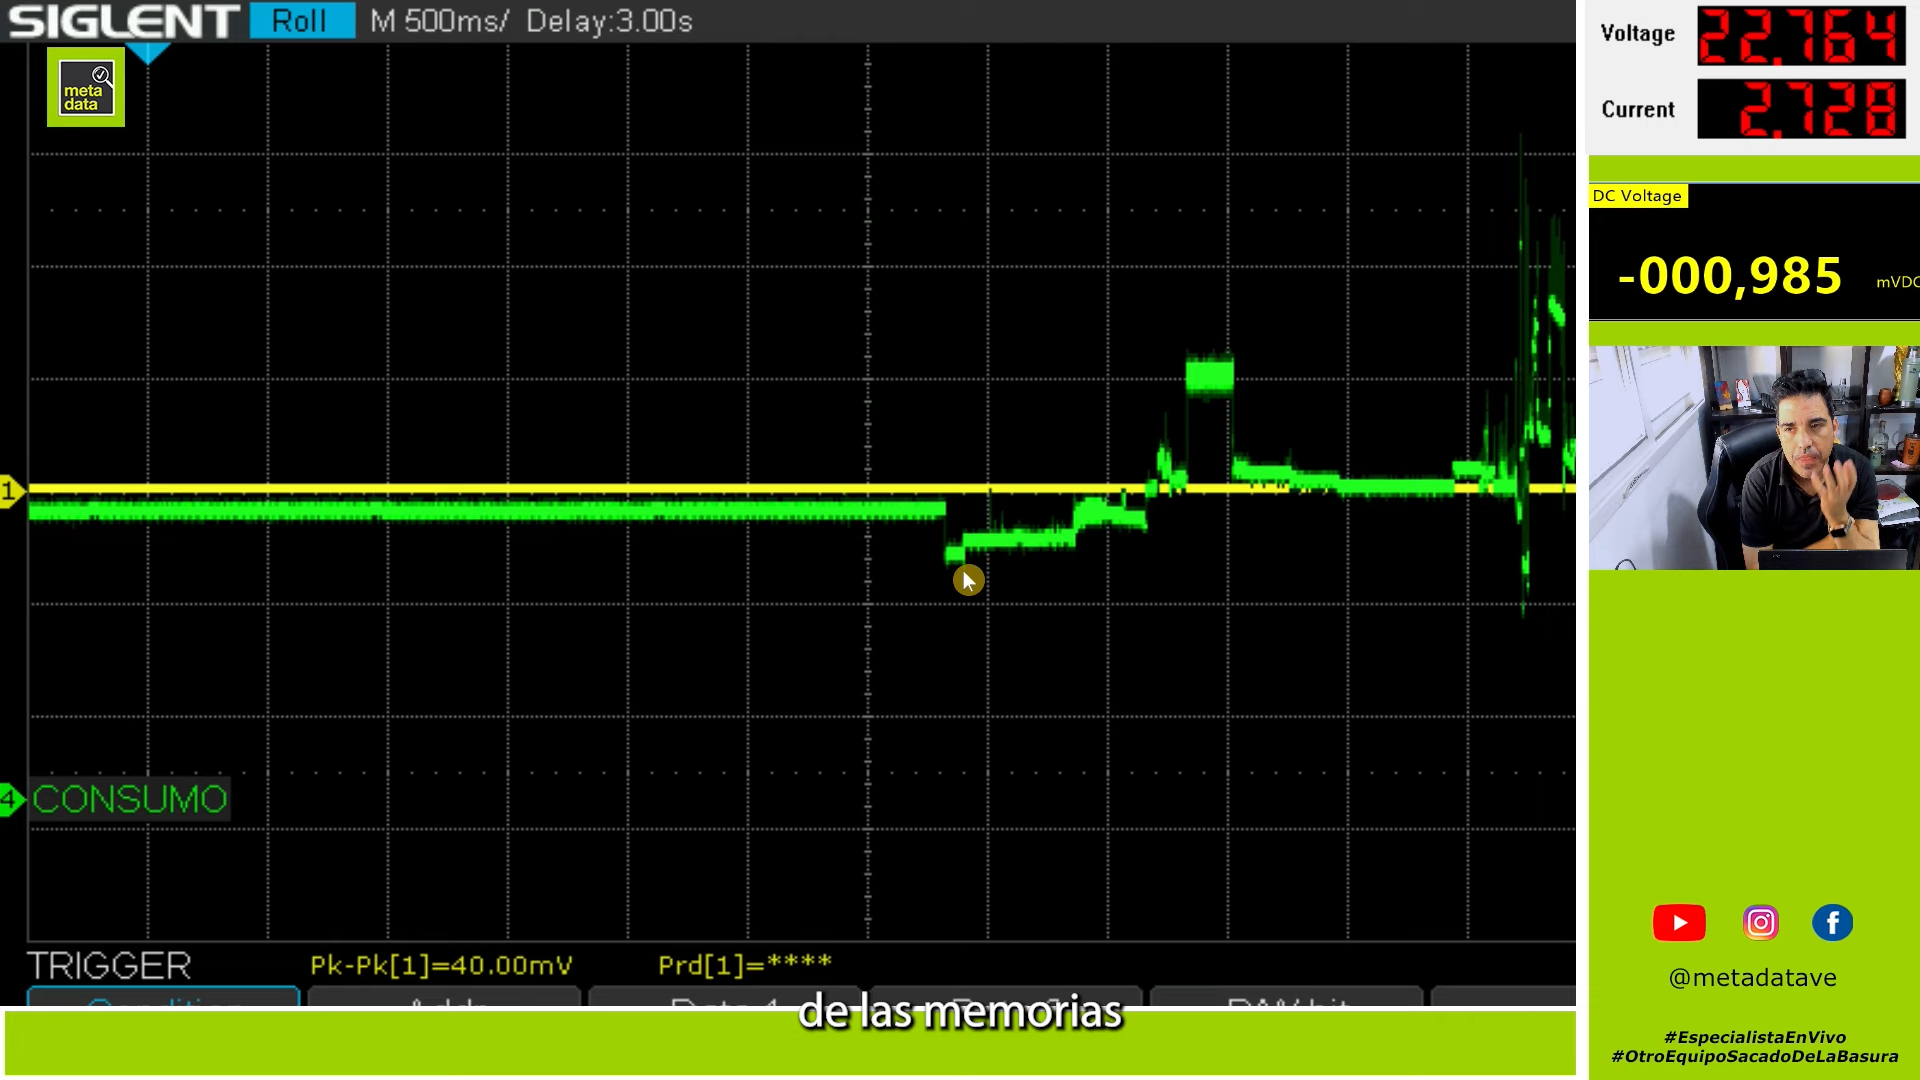 SIGLENT Roll M 500ms/ Delay:3.00s
meta
data
1
4 CONSUMO
TRIGGER Pk-Pk[1]=40.00mV Prd[1]=****
de las memorias
Voltage 22.764
Current 2.728
DC Voltage
-000,985 mVDC
@metadatave
#EspecialistaEnVivo
#OtroEquipoSacadoDeLaBasura